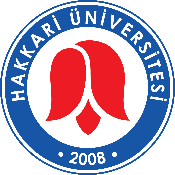 HAKKARİ ÜNİVERSİTESİ
• 2008 •